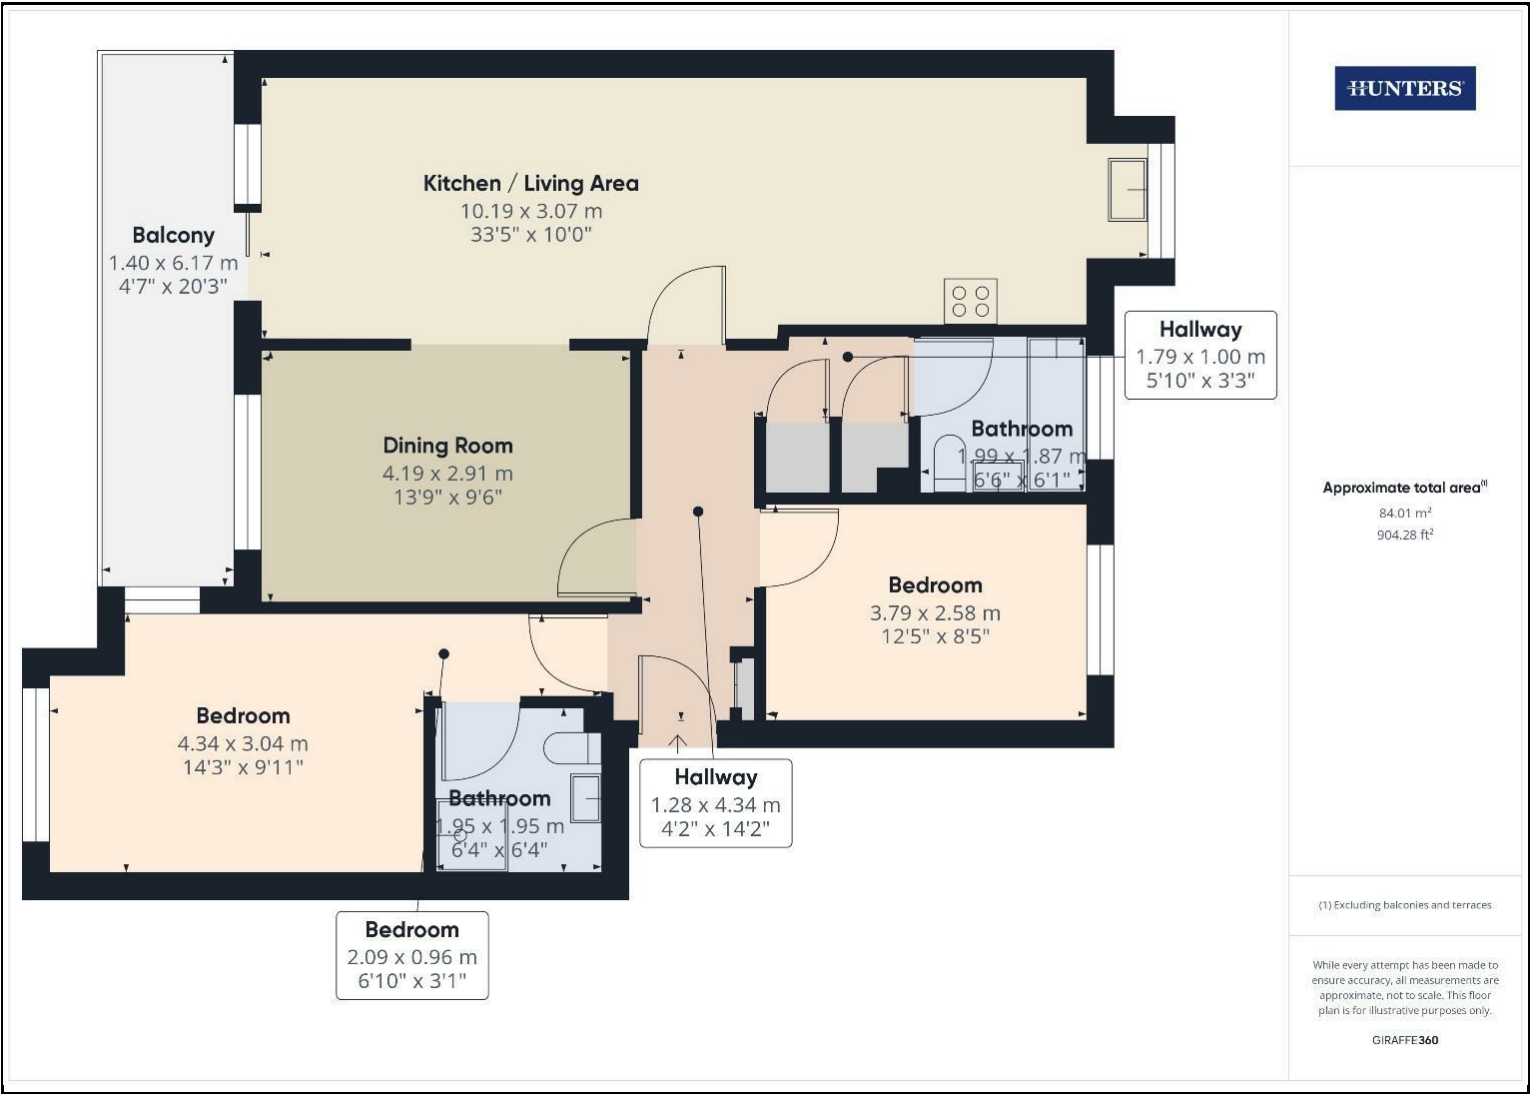 HUNTERS
Kitchen / Living Area
10.19 x 3.07 m
33'5" x 10'0"
Balcony
1.40 x 6.17 m
4'7" x 20'3"
Hallway
1.79 x 1.00 m
5'10" x 3'3"
Dining Room
4.19 x 2.91 m
13'9" x 9'6"
Bathroom
1.99 x 1.87 m
6'6" x 6'1"
Bedroom
3.79 x 2.58 m
12'5" x 8'5"
Bedroom
4.34 x 3.04 m
14'3" x 9'11"
Bathroom
1.95 x 1.95 m
6'4" x 6'4"
Hallway
1.28 x 4.34 m
4'2" x 14'2"
Bedroom
2.09 x 0.96 m
6'10" x 3'1"
Approximate total area⁽¹⁾
84.01 m²
904.28 ft²
(1) Excluding balconies and terraces
While every attempt has been made to
ensure accuracy, all measurements are
approximate, not to scale. This floor
plan is for illustrative purposes only.
GIRAFFE360